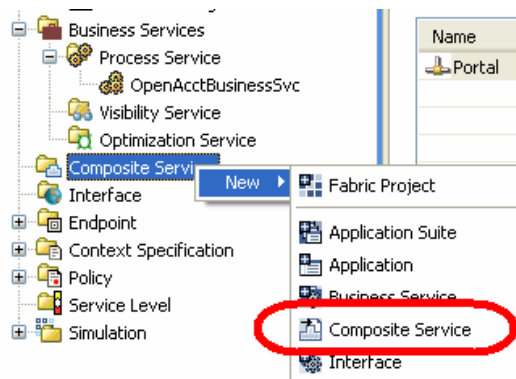 Business Services
Process Service
OpenAcctBusinessSvc
Visibility Service
Optimization Service
Composite
Interface
Endpoint
Context Specification
Policy
Service Level
Simulation
New
Fabric Project
Application Suite
Application
Business Service
Composite Service
Interface
Name
Portal